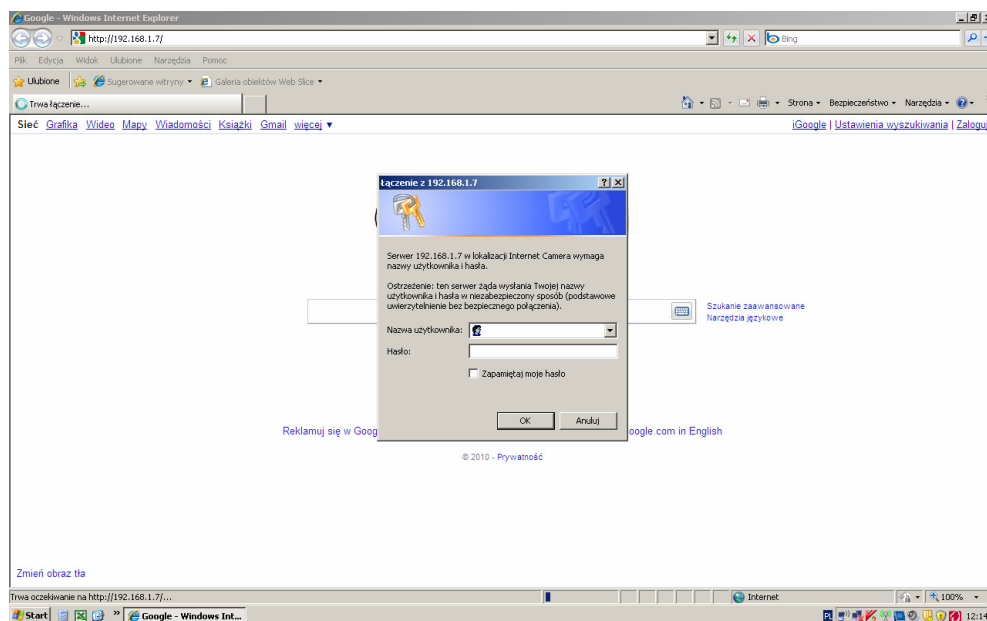 Google - Windows Internet Explorer
http://192.168.1.7/
Bing
Plik Edycja Widok Ulubione Narzędzia Pomoc
Ulubione Sugerowane witryny Galeria obiektów Web Slice
Trwa łączenie...
Strona Bezpieczeństwo Narzędzia
Sieć Grafika Wideo Mapy Wiadomości Książki Gmail więcej ▼
iGoogle | Ustawienia wyszukiwania | Zaloguj
Łączenie z 192.168.1.7
Serwer 192.168.1.7 w lokalizacji Internet Camera wymaga
nazwy użytkownika i hasła.
Ostrzeżenie: ten serwer żąda wysłania Twojej nazwy
użytkownika i hasła w niezabezpieczony sposób (podstawowe
uwierzytelnienie bez bezpiecznego połączenia).
Nazwa użytkownika:
Hasło:
Zapamiętaj moje hasło
OK Anuluj
Szukanie zaawansowane
Narzędzia językowe
Reklamuj się w Goog
oogle.com in English
© 2010 - Prywatność
Zmień obraz tła
Trwa oczekiwanie na http://192.168.1.7/...
Internet
100%
Start
»
Google - Windows Int...
PL
12:14